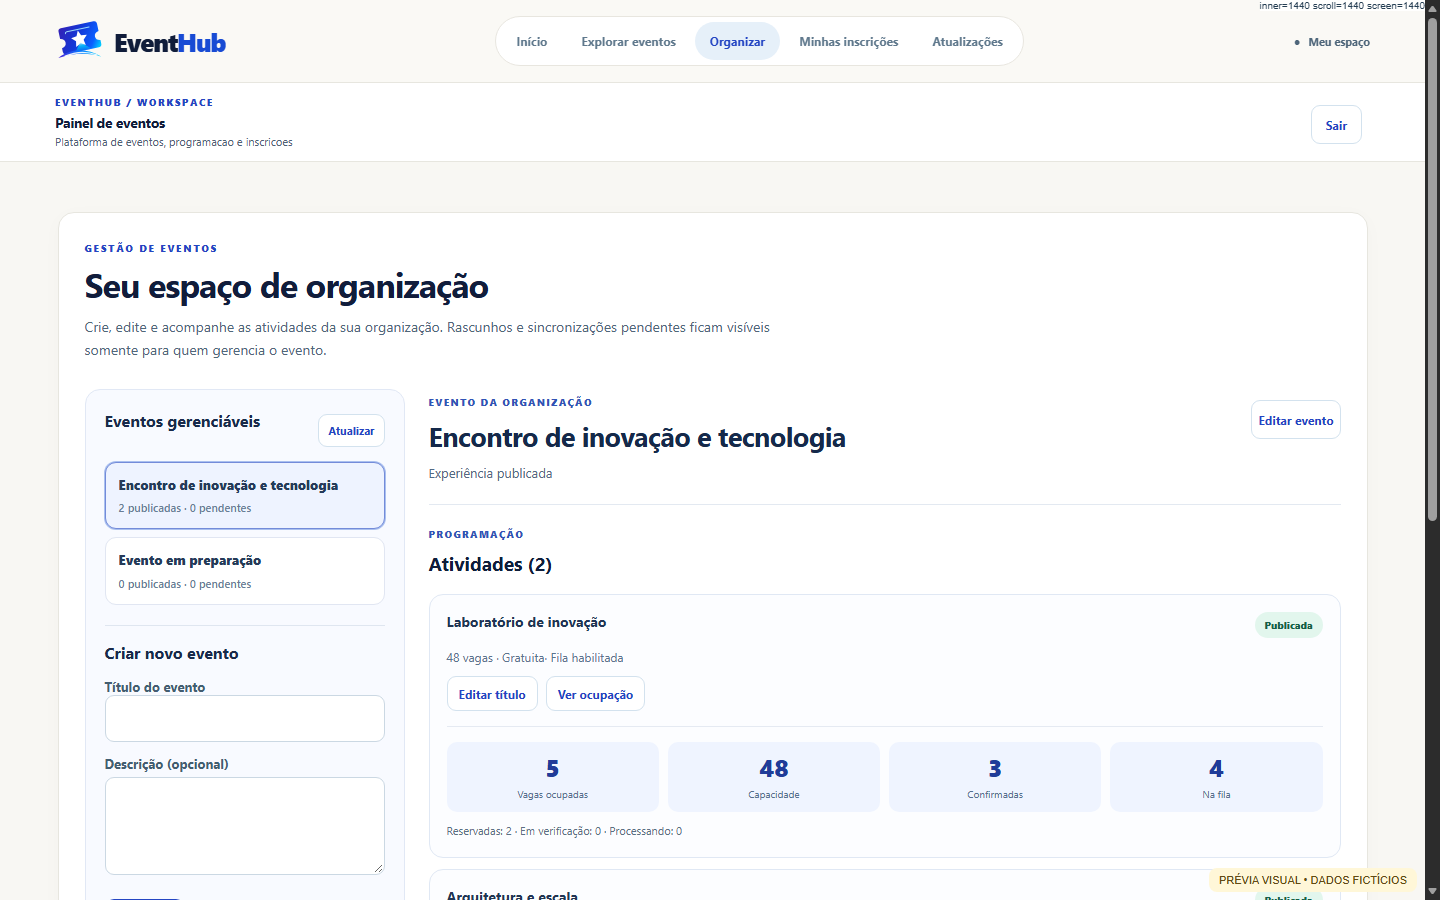 inner=1440 scroll=1440 screen=1440
EventHub
Início
Explorar eventos
Organizar
Minhas inscrições
Atualizações
• Meu espaço
EVENTHUB / WORKSPACE
Painel de eventos
Plataforma de eventos, programacao e inscricoes
Sair
GESTÃO DE EVENTOS
Seu espaço de organização
Crie, edite e acompanhe as atividades da sua organização. Rascunhos e sincronizações pendentes ficam visíveis
somente para quem gerencia o evento.
Eventos gerenciáveis
Atualizar
Encontro de inovação e tecnologia
2 publicadas · 0 pendentes
Evento em preparação
0 publicadas · 0 pendentes
Criar novo evento
Título do evento
Descrição (opcional)
EVENTO DA ORGANIZAÇÃO
Encontro de inovação e tecnologia
Experiência publicada
Editar evento
PROGRAMAÇÃO
Atividades (2)
Laboratório de inovação
Publicada
48 vagas · Gratuita· Fila habilitada
Editar título
Ver ocupação
5
Vagas ocupadas
48
Capacidade
3
Confirmadas
4
Na fila
Reservadas: 2 · Em verificação: 0 · Processando: 0
Arquitetura e escala
Publicada
PRÉVIA VISUAL • DADOS FICTÍCIOS